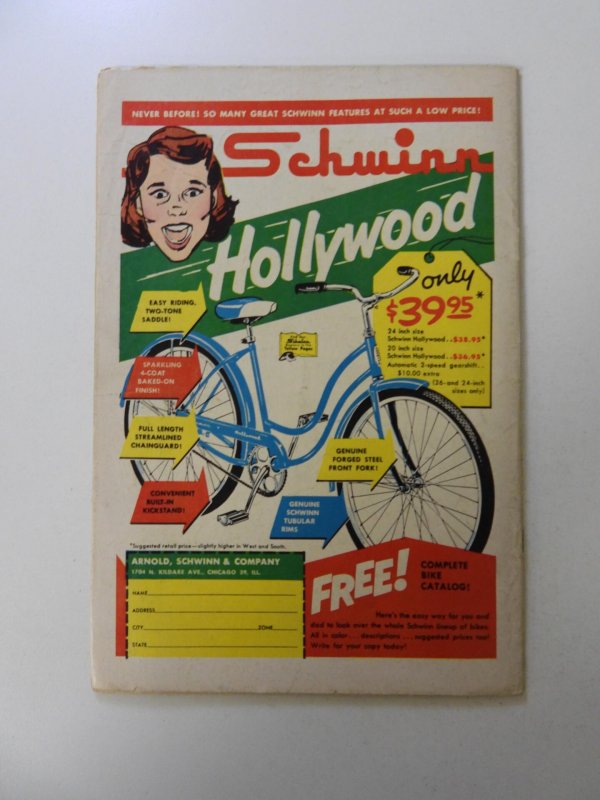 NEVER BEFORE! SO MANY GREAT SCHWINN FEATURES AT SUCH A LOW PRICE!
Schwinn
Hollywood
only
$39.95*
24 inch size
Schwinn Hollywood..$38.95*
20 inch size
Schwinn Hollywood..$36.95*
Automatic 2-speed gearshift..
$10.00 extra
(26-and 24-inch
sizes only)
EASY RIDING,
TWO-TONE
SADDLE!
Schwinn
Yellow Pages
SPARKLING
4-COAT
BAKED-ON
FINISH!
FULL LENGTH
STREAMLINED
CHAINGUARD!
Hollywood
GENUINE
FORGED STEEL
FRONT FORK!
CONVENIENT
BUILT-IN
KICKSTAND!
GENUINE
SCHWINN
TUBULAR
RIMS
*Suggested retail price—slightly higher in West and South.
ARNOLD, SCHWINN & COMPANY
1704 N. KILDARE AVE., CHICAGO 39, ILL.
NAME
ADDRESS
CITY ZONE
STATE
FREE!
COMPLETE
BIKE
CATALOG!
Here's the easy way for you and
dad to look over the whole Schwinn lineup of bikes.
All in color... descriptions... suggested prices too!
Write for your copy today!